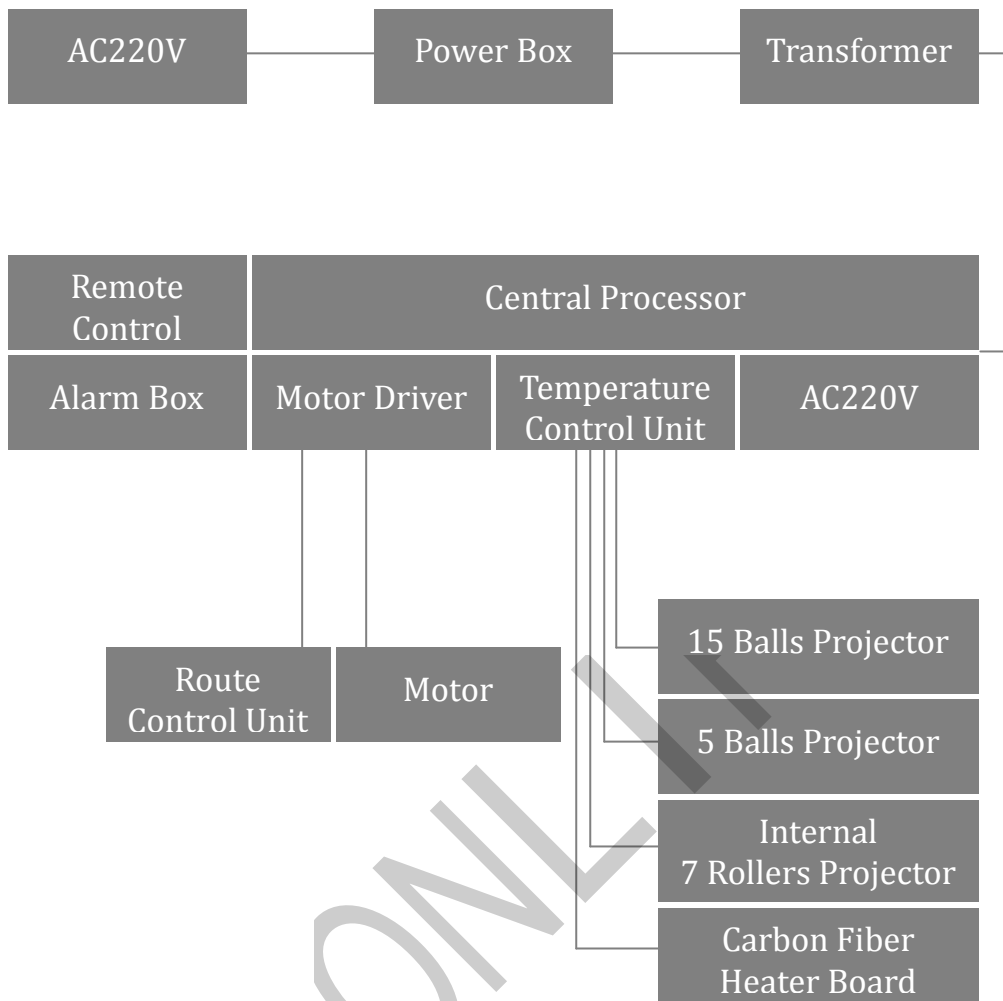 AC220V
Power Box
Transformer
Remote
Control
Central Processor
Alarm Box
Motor Driver
Temperature
Control Unit
AC220V
15 Balls Projector
Route
Control Unit
Motor
5 Balls Projector
Internal
7 Rollers Projector
Carbon Fiber
Heater Board
ONLY